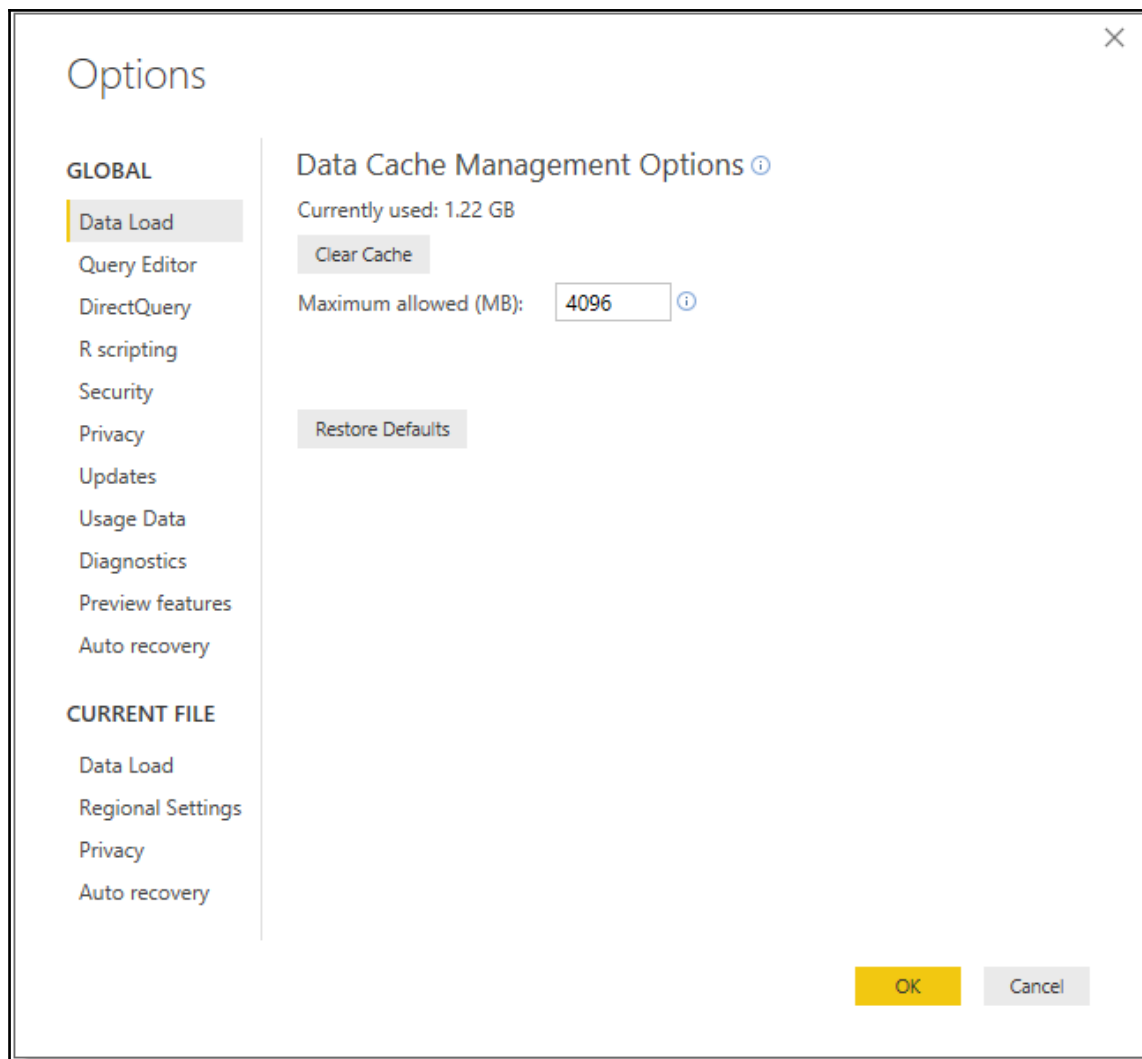 Options
GLOBAL
Data Load
Query Editor
DirectQuery
R scripting
Security
Privacy
Updates
Usage Data
Diagnostics
Preview features
Auto recovery
CURRENT FILE
Data Load
Regional Settings
Privacy
Auto recovery
Data Cache Management Options
Currently used: 1.22 GB
Clear Cache
Maximum allowed (MB): 4096
Restore Defaults
OK Cancel